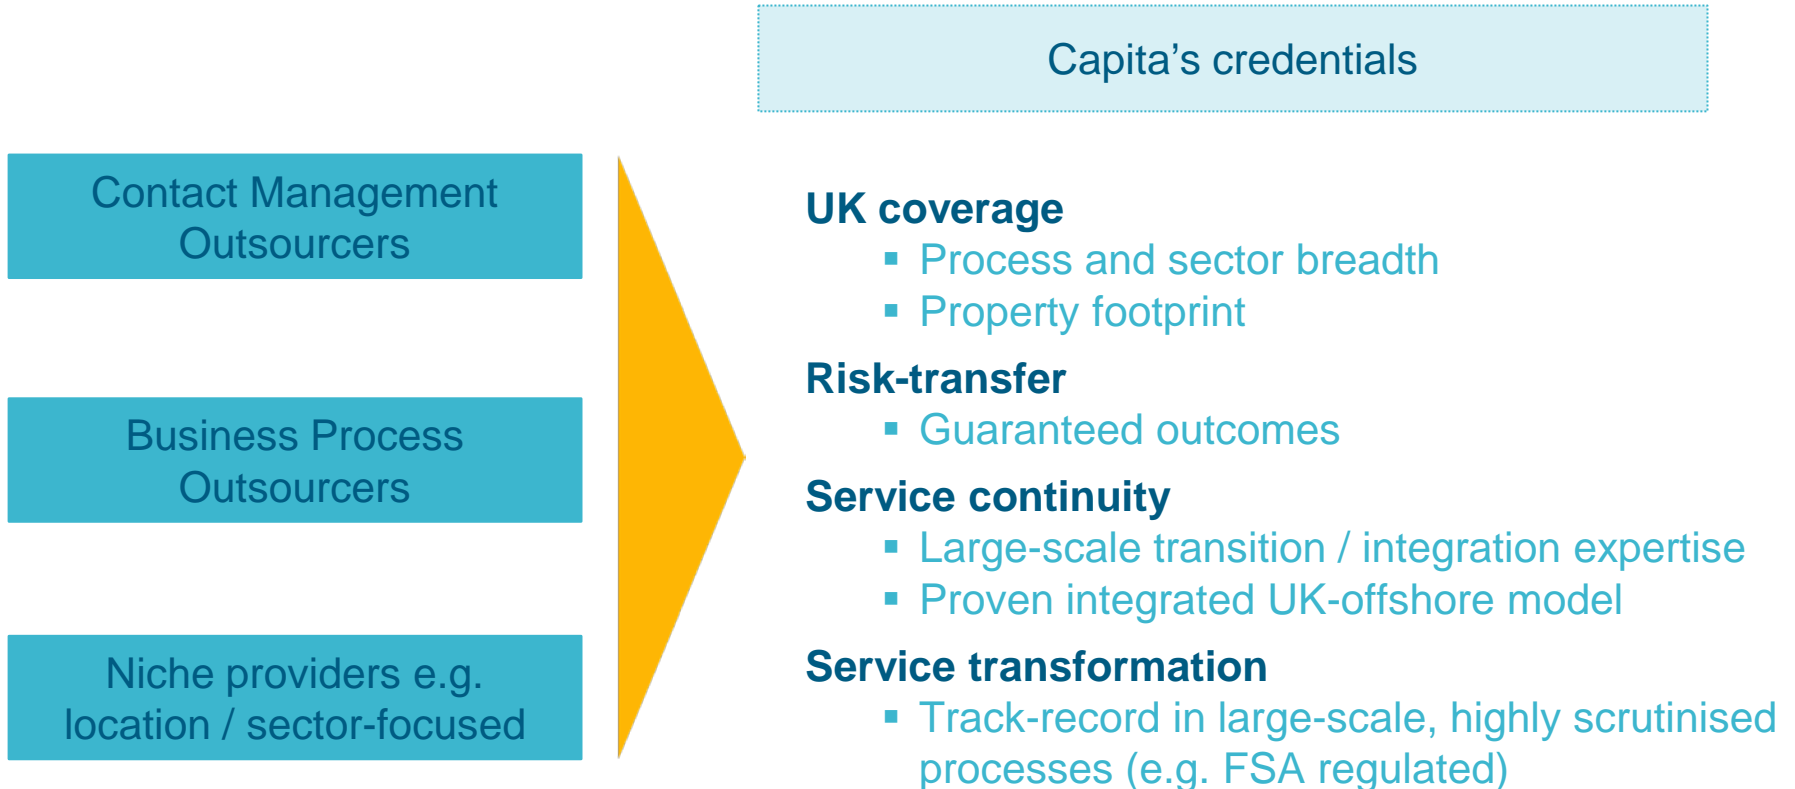 Capita's credentials
Contact Management
Outsourcers
Business Process
Outsourcers
Niche providers e.g.
location / sector-focused
UK coverage
▪ Process and sector breadth
▪ Property footprint
Risk-transfer
▪ Guaranteed outcomes
Service continuity
▪ Large-scale transition / integration expertise
▪ Proven integrated UK-offshore model
Service transformation
▪ Track-record in large-scale, highly scrutinised
processes (e.g. FSA regulated)